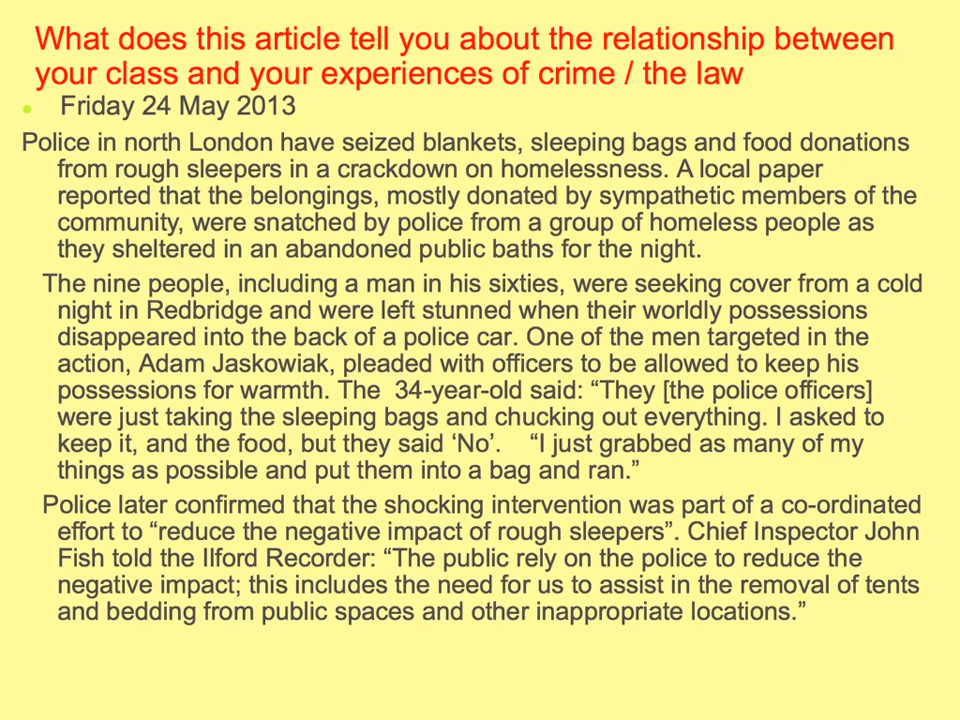 What does this article tell you about the relationship between
your class and your experiences of crime / the law
• Friday 24 May 2013
Police in north London have seized blankets, sleeping bags and food donations
from rough sleepers in a crackdown on homelessness. A local paper
reported that the belongings, mostly donated by sympathetic members of the
community, were snatched by police from a group of homeless people as
they sheltered in an abandoned public baths for the night.
The nine people, including a man in his sixties, were seeking cover from a cold
night in Redbridge and were left stunned when their worldly possessions
disappeared into the back of a police car. One of the men targeted in the
action, Adam Jaskowiak, pleaded with officers to be allowed to keep his
possessions for warmth. The  34-year-old said: “They [the police officers]
were just taking the sleeping bags and chucking out everything. I asked to
keep it, and the food, but they said ‘No’.    “I just grabbed as many of my
things as possible and put them into a bag and ran.”
Police later confirmed that the shocking intervention was part of a co-ordinated
effort to “reduce the negative impact of rough sleepers”. Chief Inspector John
Fish told the Ilford Recorder: “The public rely on the police to reduce the
negative impact; this includes the need for us to assist in the removal of tents
and bedding from public spaces and other inappropriate locations.”